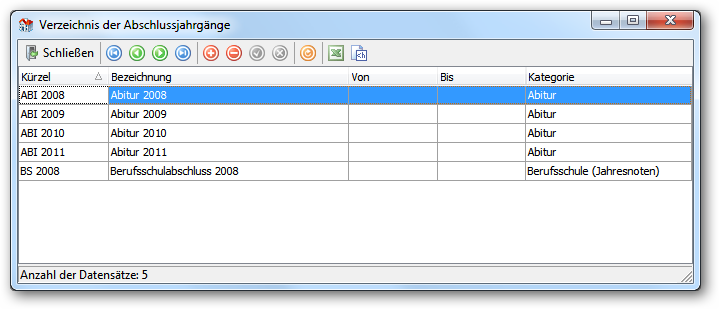 Verzeichnis der Abschlussjahrgänge
Schließen
Kürzel Bezeichnung Von Bis Kategorie
ABI 2008 Abitur 2008 Abitur
ABI 2009 Abitur 2009 Abitur
ABI 2010 Abitur 2010 Abitur
ABI 2011 Abitur 2011 Abitur
BS 2008 Berufsschulabschluss 2008 Berufsschule (Jahresnoten)
Anzahl der Datensätze: 5